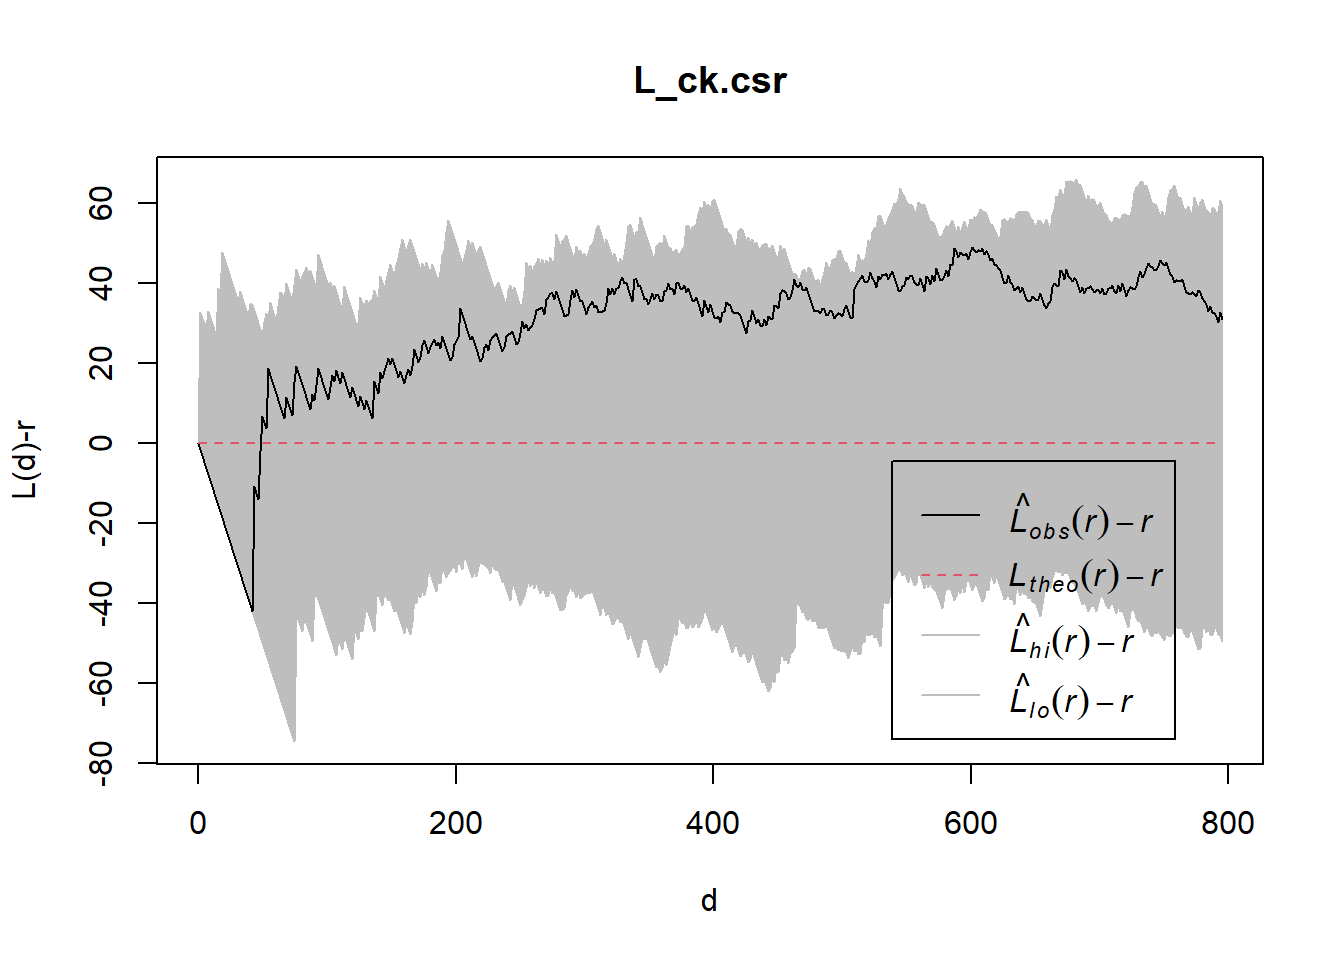 L_ck.csr
L(d)-r
60
40
20
0
-20
-40
-60
-80
0 200 400 600 800
d
L̂obs(r) – r
Ltheo(r) – r
L̂hi(r) – r
L̂lo(r) – r